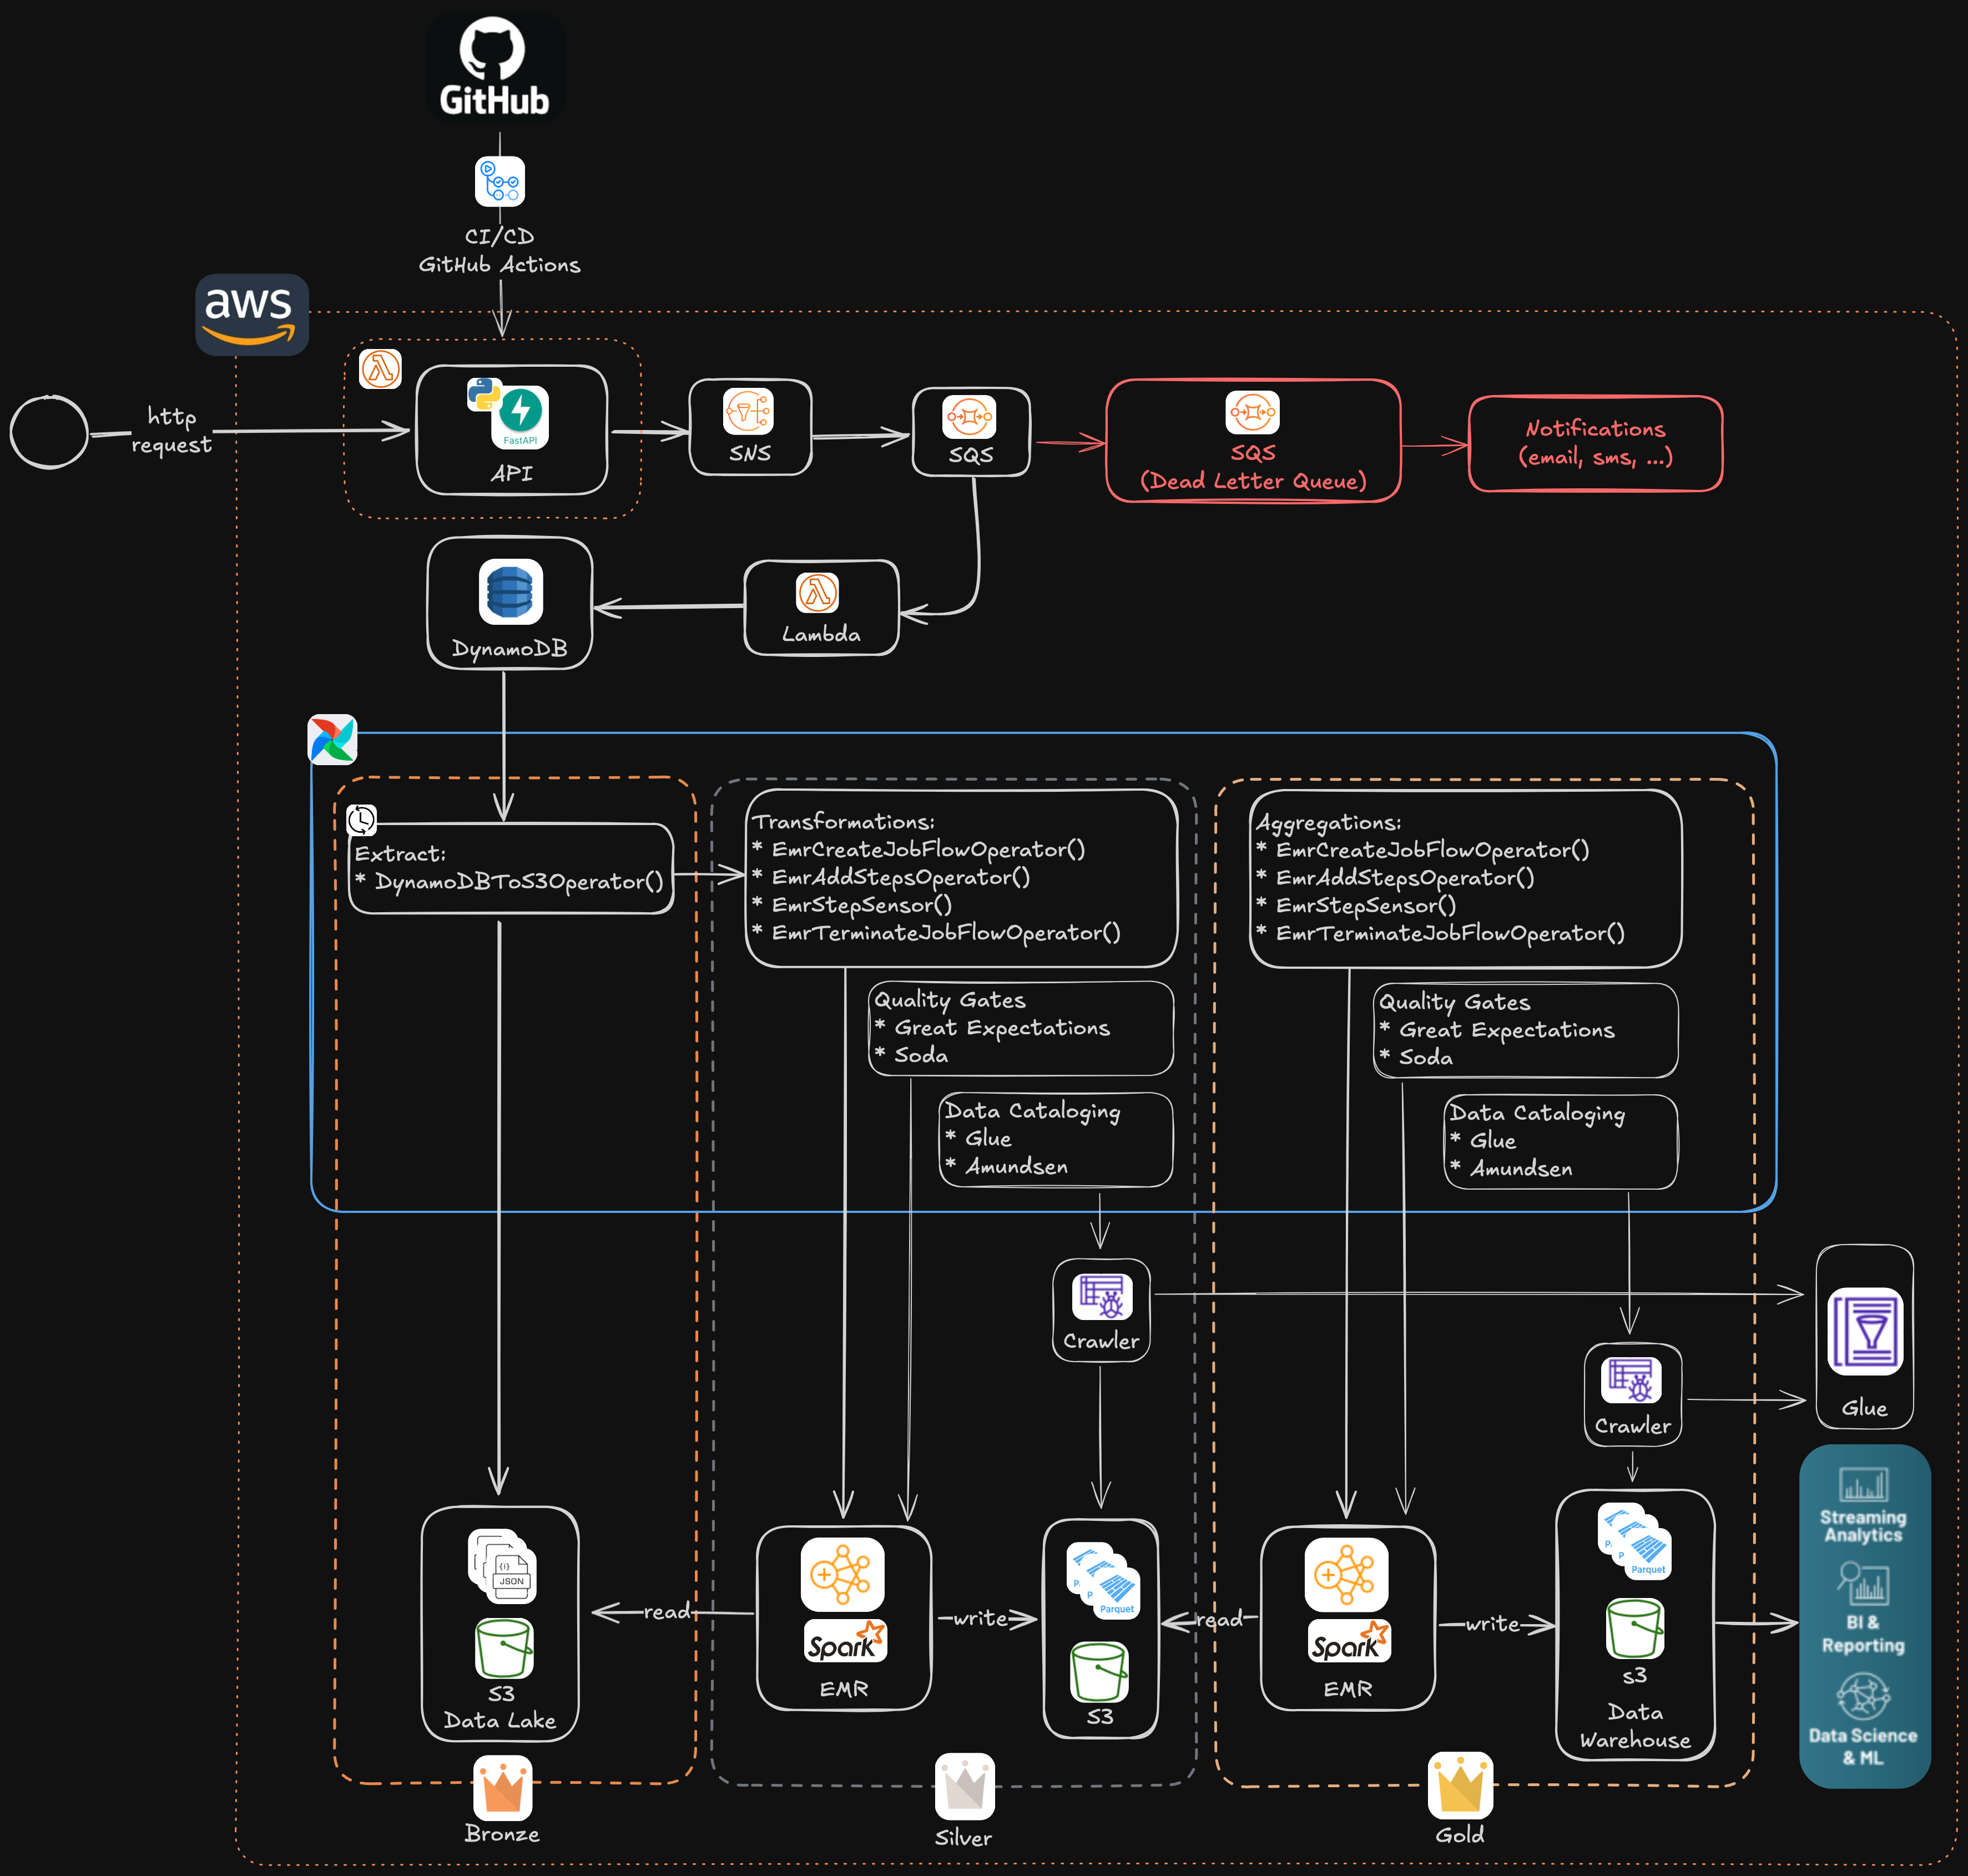 GitHub
CI/CD
GitHub Actions
aws
http
request
FastAPI
API
SNS
SQS
SQS
(Dead Letter Queue)
Notifications
(email, sms, ...)
DynamoDB
Lambda
Extract:
* DynamoDBToS3Operator()
Transformations:
* EmrCreateJobFlowOperator()
* EmrAddStepsOperator()
* EmrStepSensor()
* EmrTerminateJobFlowOperator()
Quality Gates
* Great Expectations
* Soda
Data Cataloging
* Glue
* Amundsen
Aggregations:
* EmrCreateJobFlowOperator()
* EmrAddStepsOperator()
* EmrStepSensor()
* EmrTerminateJobFlowOperator()
Quality Gates
* Great Expectations
* Soda
Data Cataloging
* Glue
* Amundsen
Crawler
Crawler
Glue
{i}
JSON
S3
Data Lake
read
Spark
EMR
write
Parquet
S3
read
Spark
EMR
write
Parquet
s3
Data
Warehouse
Streaming
Analytics
BI &
Reporting
Data Science
& ML
Bronze
Silver
Gold